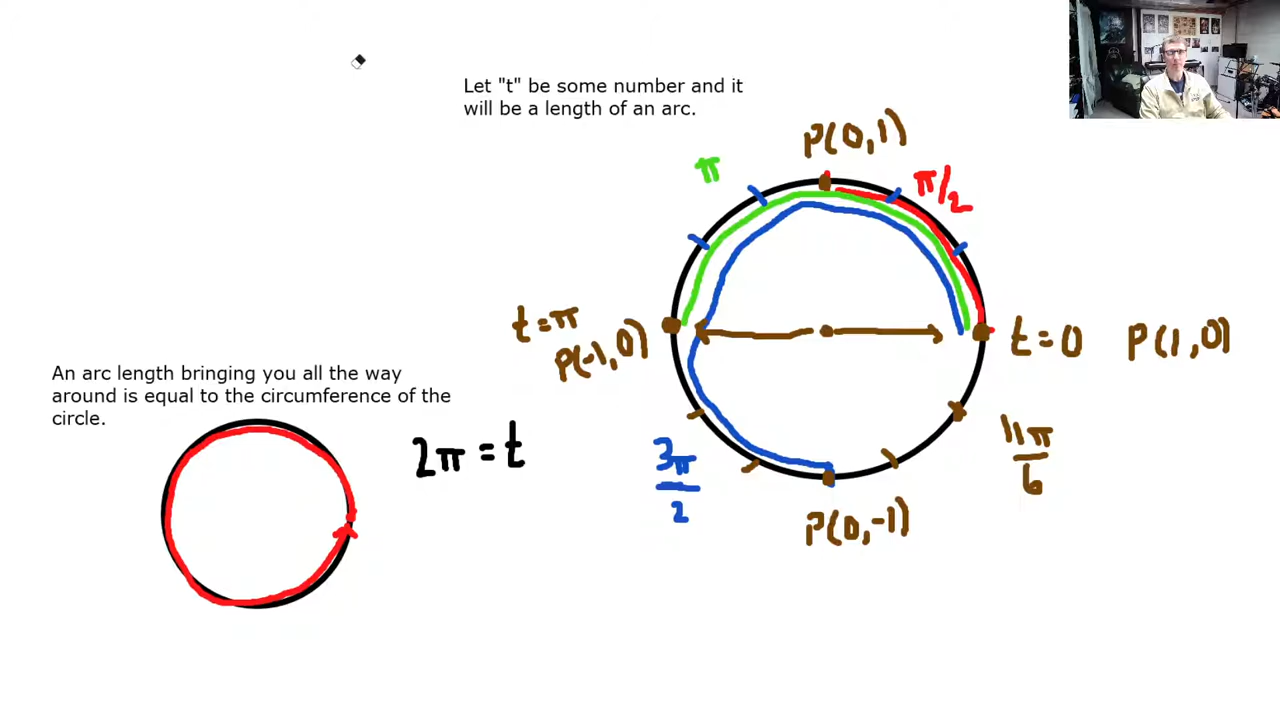 Let "t" be some number and it
will be a length of an arc.
P(0,1)
π
π/2
t=π
P(-1,0)
t=0 P(1,0)
An arc length bringing you all the way
around is equal to the circumference of the
circle.
2π=t
3π
2
11π
6
P(0,-1)